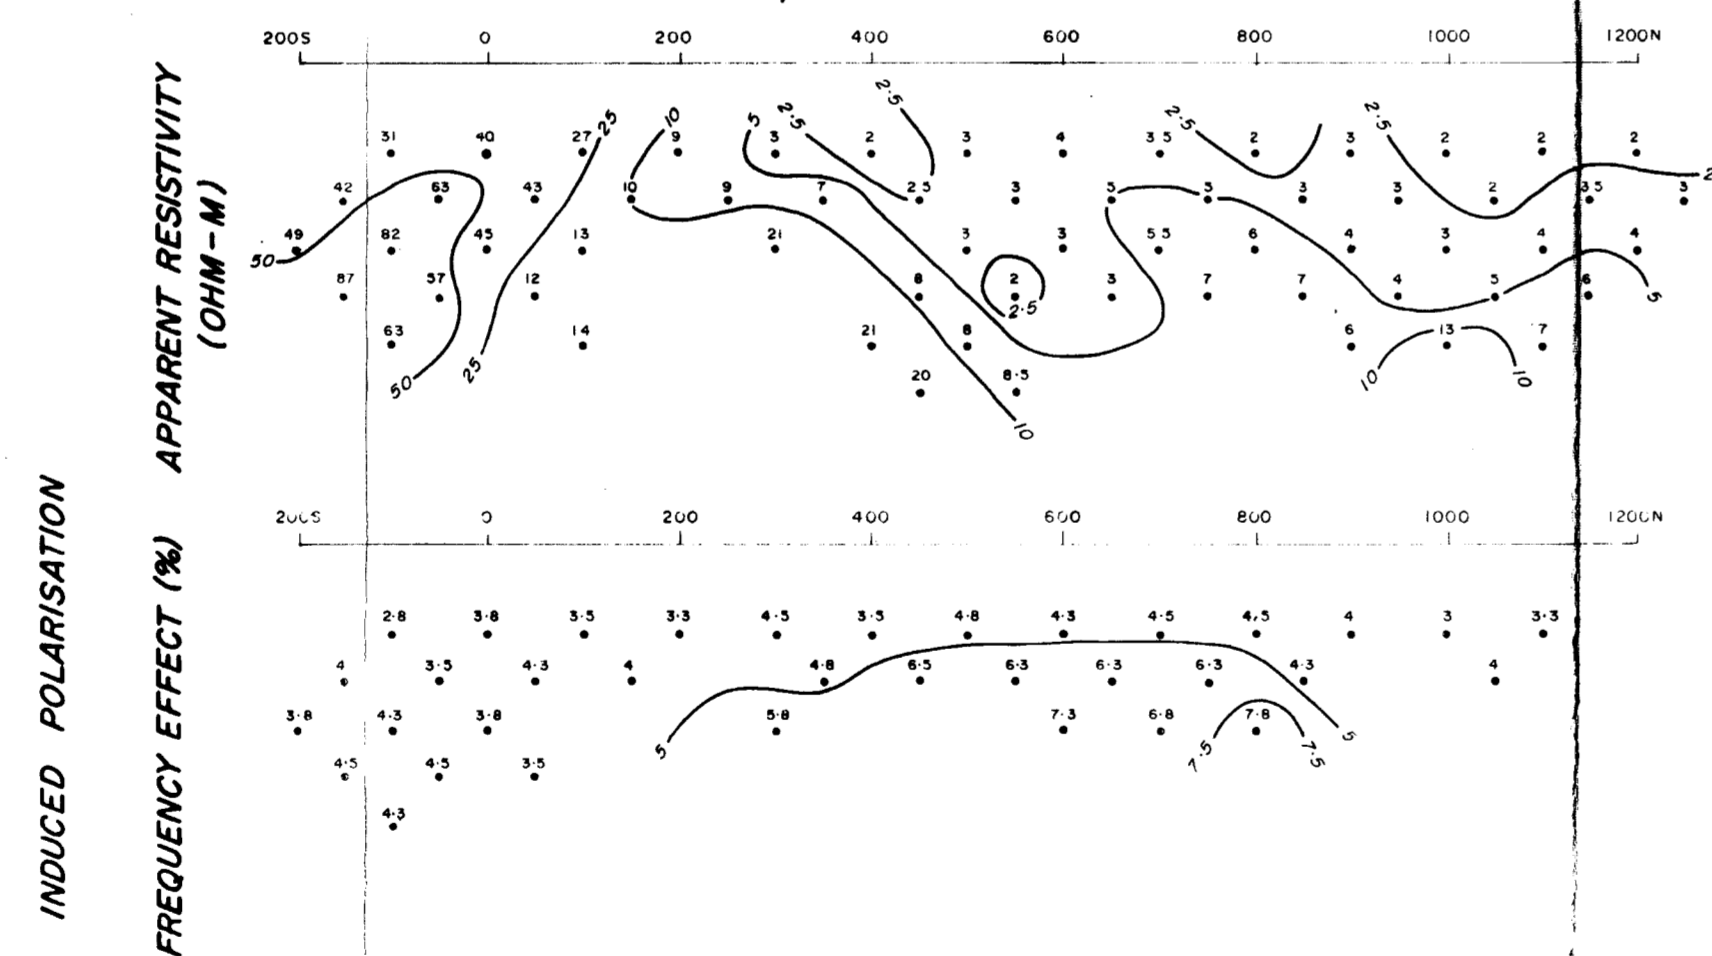 INDUCED POLARISATION
APPARENT RESISTIVITY
(OHM-M)
200S 0 200 400 600 800 1000 1200N
2.5 2.5 2.5 2.5
25 10 5
31 40 27 9 3 2 3 4 3.5 2 3 2 2 2
42 63 43 10 9 7 2.5 3 5 3 3 3 2 3.5 3
49 82 45 13 21 3 3 5.5 6 4 3 4 4
50
87 57 12 8 2 3 7 7 4 5 6 5
2.5
63 14 21 8 6 13 7
50 25 20 8.5 10 10
10
FREQUENCY EFFECT (%)
200S 0 200 400 600 800 1000 1200N
2.8 3.8 3.5 3.3 4.5 3.5 4.8 4.3 4.5 4.5 4 3 3.3
4 3.5 4.3 4 4.8 6.5 6.3 6.3 6.3 4.3 4
3.8 4.3 3.8 5.8 7.3 6.8 7.8
5 7.5 7.5 5
4.5 4.5 3.5
4.3